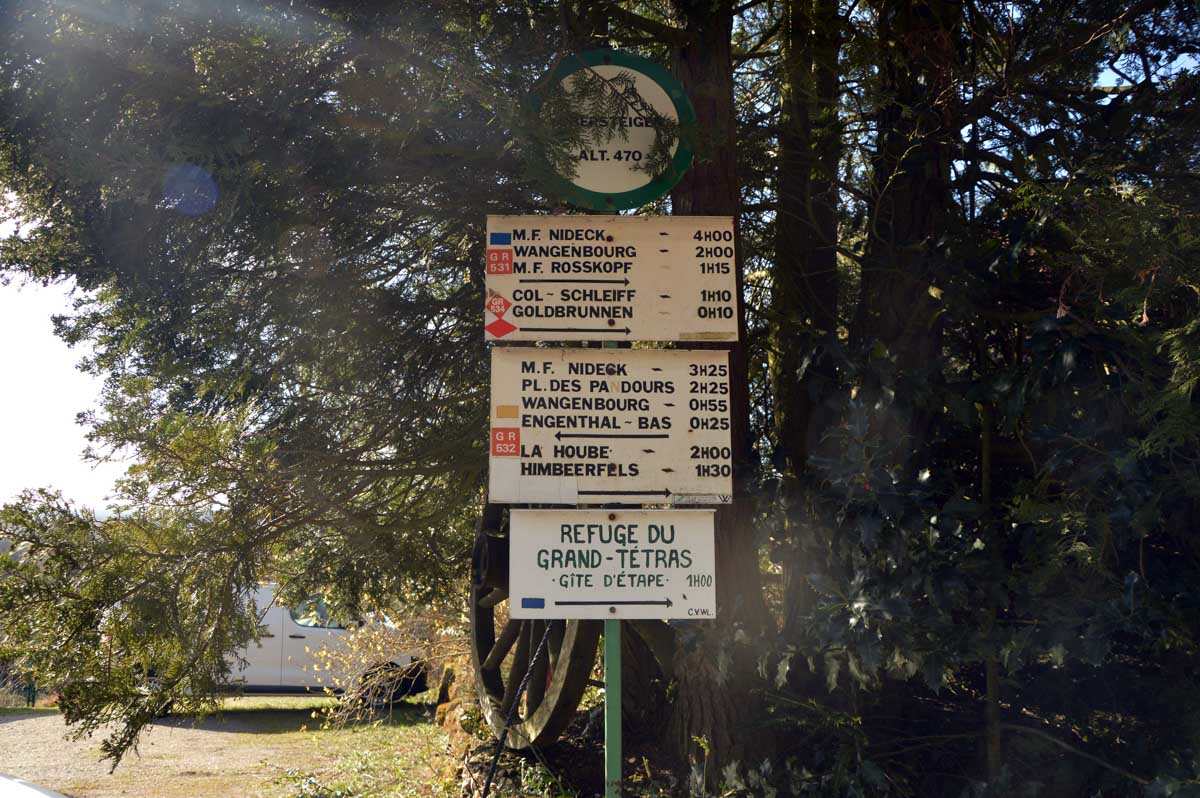 ALT. 470
M.F. NIDECK - 4H00
GR 531 WANGENBOURG - 2H00
M.F. ROSSKOPF - 1H15
GR 534 COL - SCHLEIFF - 1H10
GOLDBRUNNEN - 0H10
M.F. NIDECK - 3H25
PL. DES PANDOURS 2H25
WANGENBOURG - 0H55
ENGENTHAL - BAS 0H25
GR 532
LA HOUBE - 2H00
HIMBEERFELS - 1H30
REFUGE DU
GRAND-TÉTRAS
· GÎTE D'ÉTAPE · 1H00
C.V.W.L.